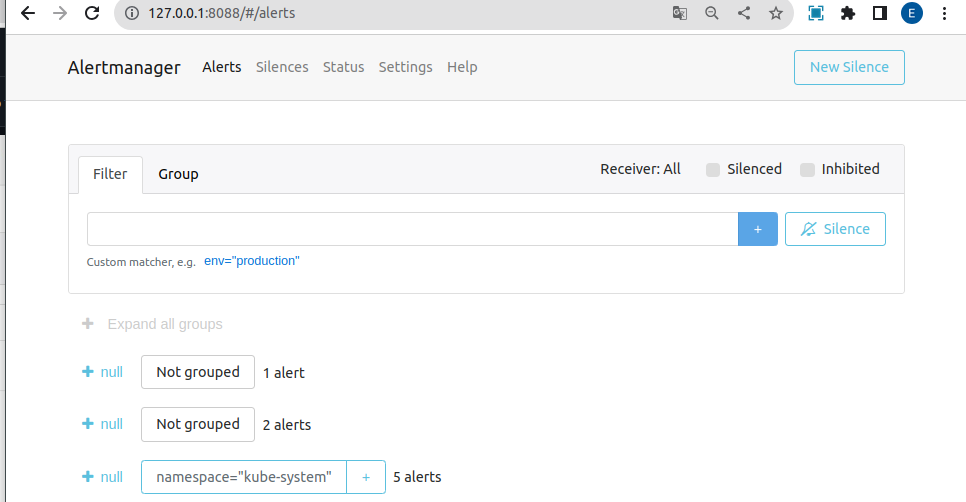 127.0.0.1:8088/#/alerts
E
Alertmanager Alerts Silences Status Settings Help New Silence
Filter Group Receiver: All Silenced Inhibited
+ Silence
Custom matcher, e.g. env="production"
+ Expand all groups
+ null Not grouped 1 alert
+ null Not grouped 2 alerts
+ null namespace="kube-system" + 5 alerts